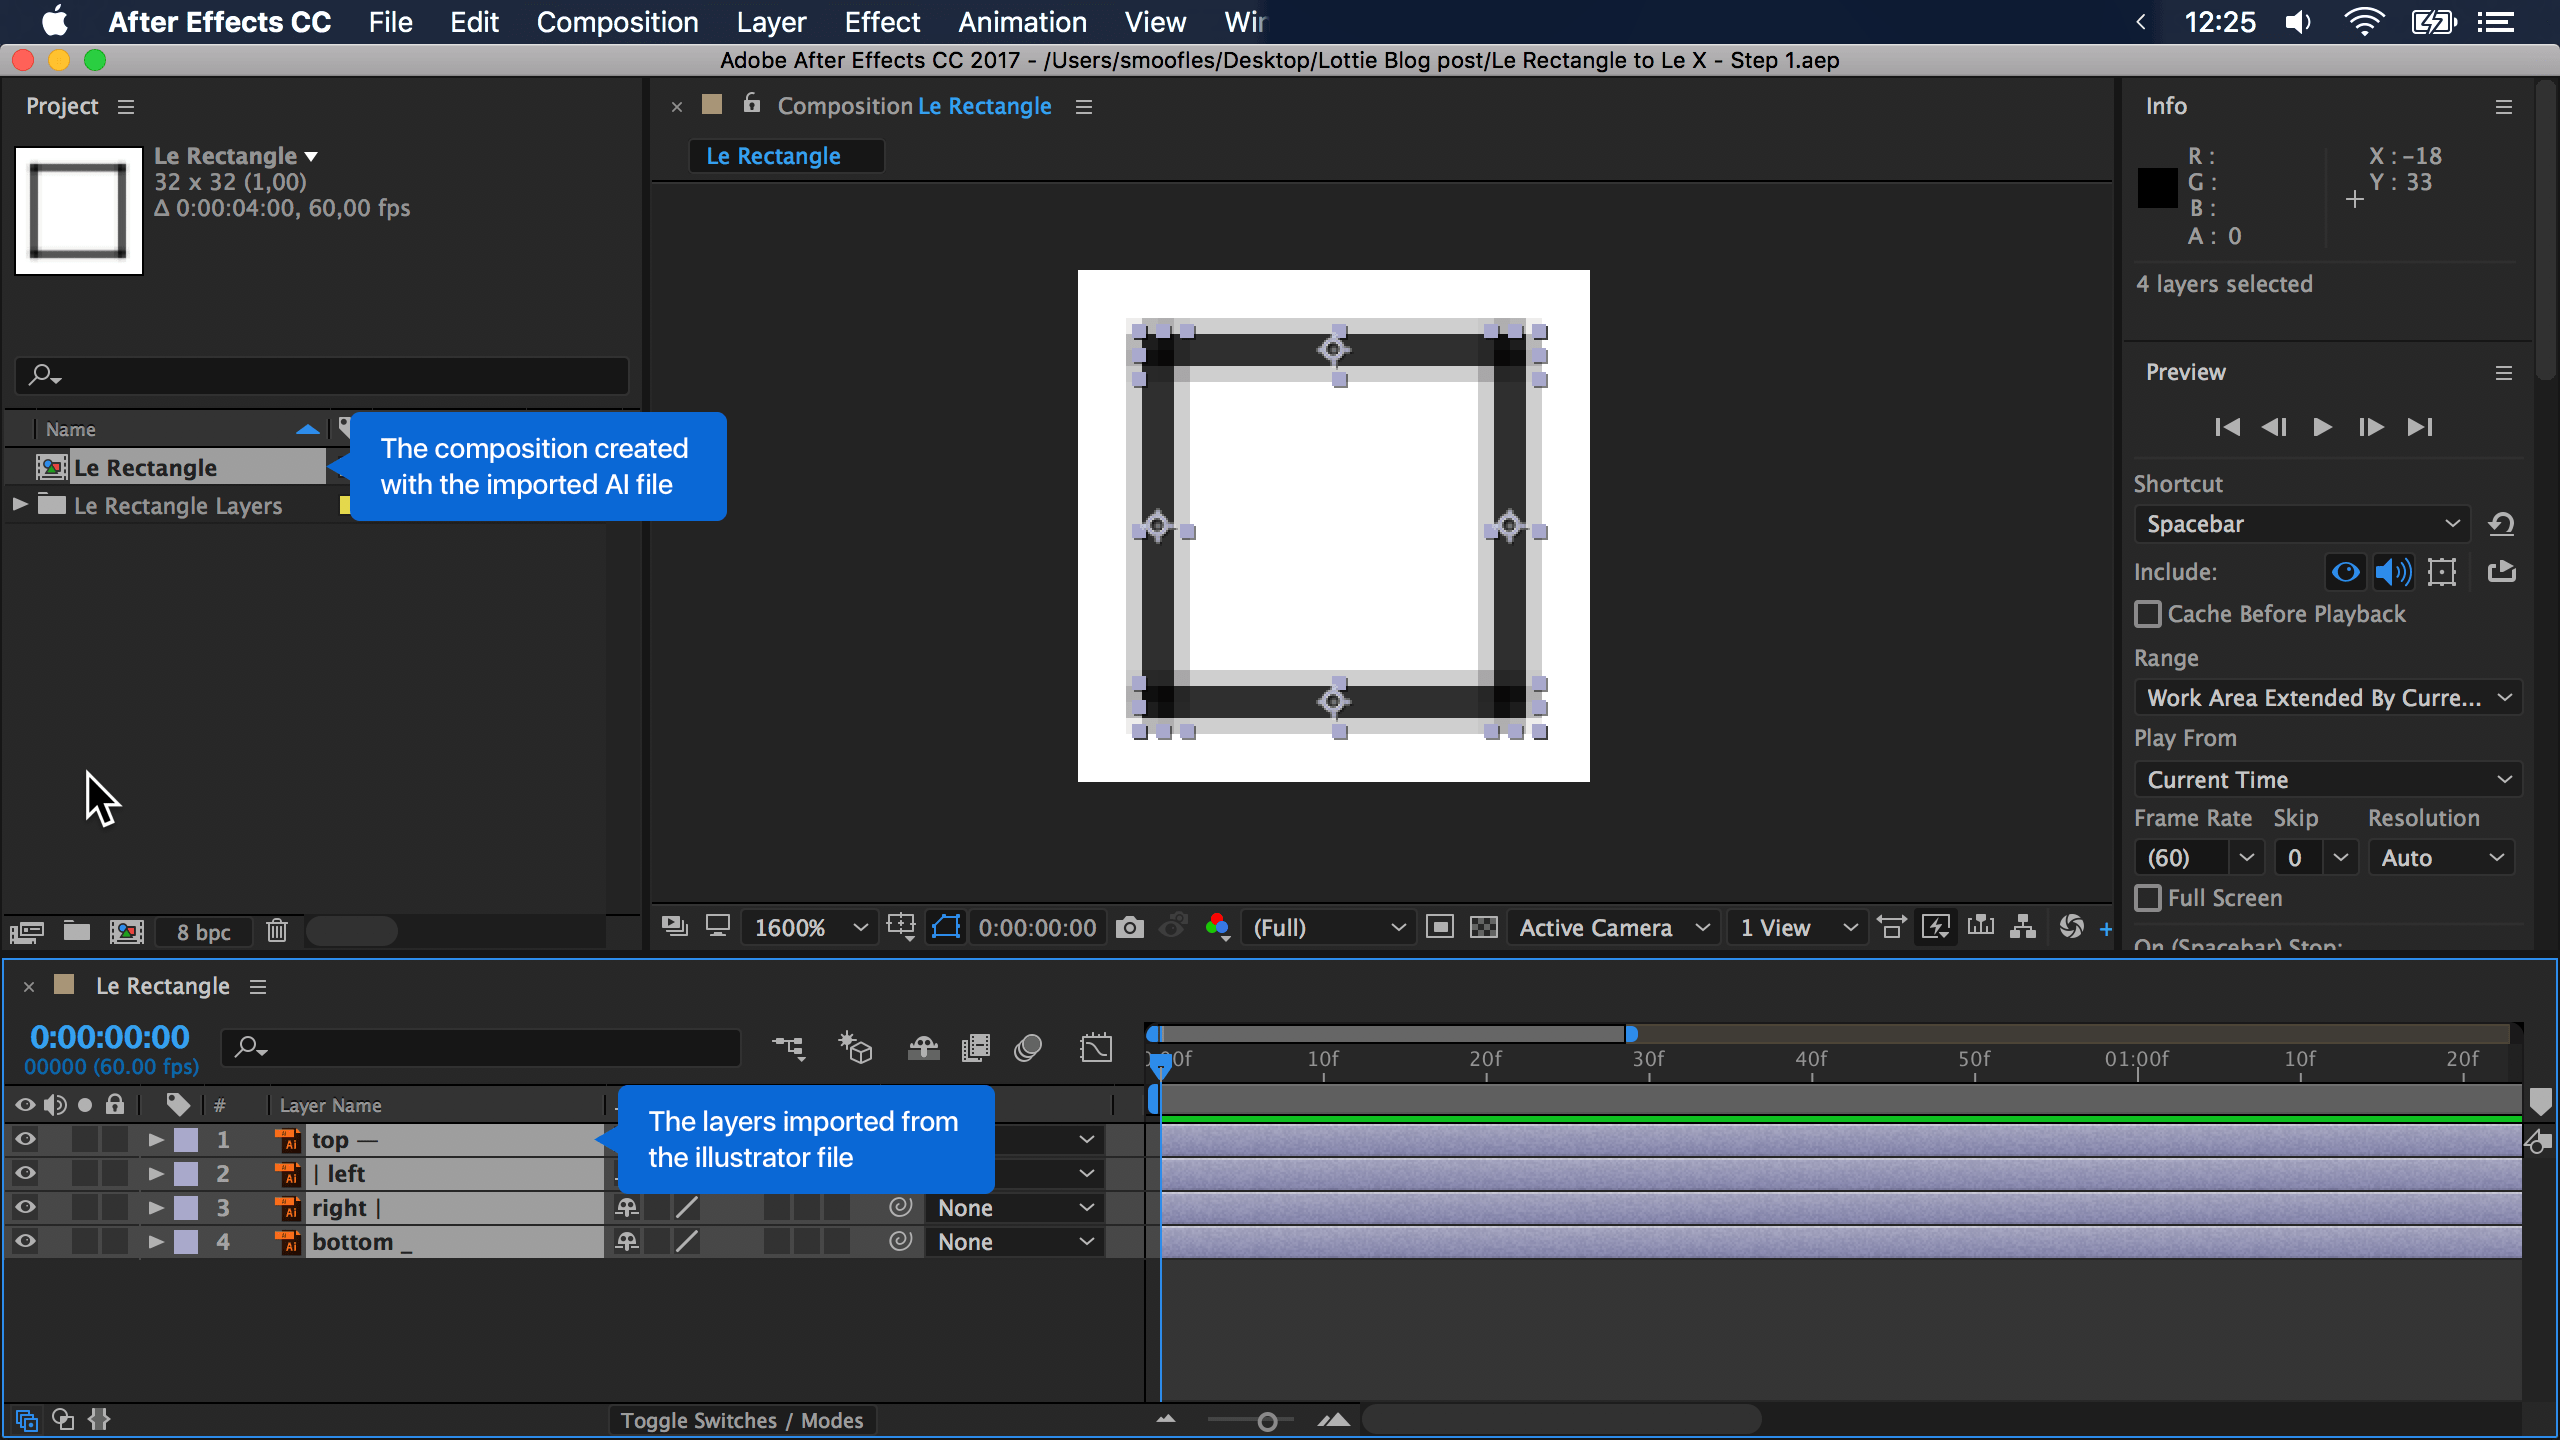 After Effects CC File Edit Composition Layer Effect Animation View Wir
12:25
Adobe After Effects CC 2017 - /Users/smoofles/Desktop/Lottie Blog post/Le Rectangle to Le X - Step 1.aep
Project
Le Rectangle
32 x 32 (1,00)
Δ 0:00:04:00, 60,00 fps
Name
Le Rectangle
Le Rectangle Layers
The composition created
with the imported AI file
8 bpc
× Composition Le Rectangle
Le Rectangle
1600%
0:00:00:00
(Full)
Active Camera
1 View
Info
R :
G :
B :
A : 0
X : -18
Y : 33
4 layers selected
Preview
Shortcut
Spacebar
Include:
Cache Before Playback
Range
Work Area Extended By Curre...
Play From
Current Time
Frame Rate Skip Resolution
(60) 0 Auto
Full Screen
On (Spacebar) Stop:
× Le Rectangle
0:00:00:00
00000 (60.00 fps)
10f 20f 30f 40f 50f 01:00f 10f 20f
# Layer Name
1 Ai top —
2 Ai | left
3 Ai right | None
4 Ai bottom _ None
The layers imported from
the illustrator file
Toggle Switches / Modes